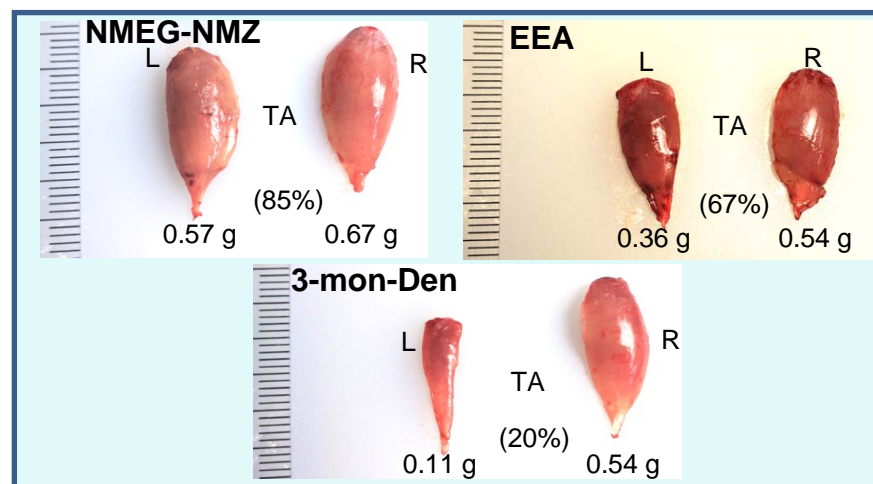 NMEG-NMZ
L
R
TA
(85%)
0.57 g
0.67 g
EEA
L
R
TA
(67%)
0.36 g
0.54 g
3-mon-Den
L
R
TA
(20%)
0.11 g
0.54 g